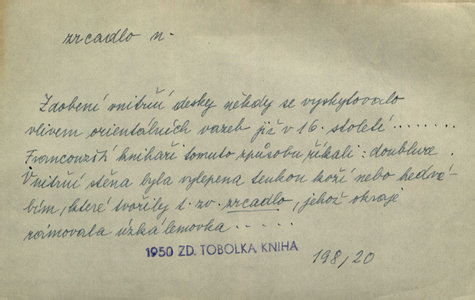 zrcadlo n.
Zdobení vnitřní desky někdy se vyskytovalo
vlivem orientálních vazeb již v 16. století . . . . . . .
Francouzští knihaři tomuto způsobu říkali : doublure.
Vnitřní stěna byla vylepena tenkou koží nebo hedvá-
bím, které tvořily t. zv. zrcadlo, jehož okraje
rámovala úzká lemovka . . . . .
1950 ZD. TOBOLKA KNIHA
198/20